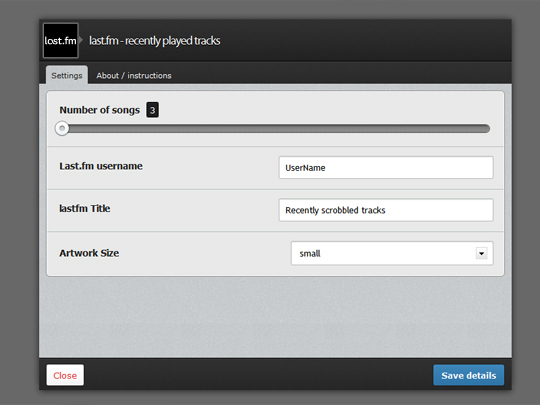 lost.fm
last.fm - recently played tracks
Settings
About / instructions
Number of songs 3
Last.fm username
UserName
lastfm Title
Recently scrobbled tracks
Artwork Size
small
Close
Save details